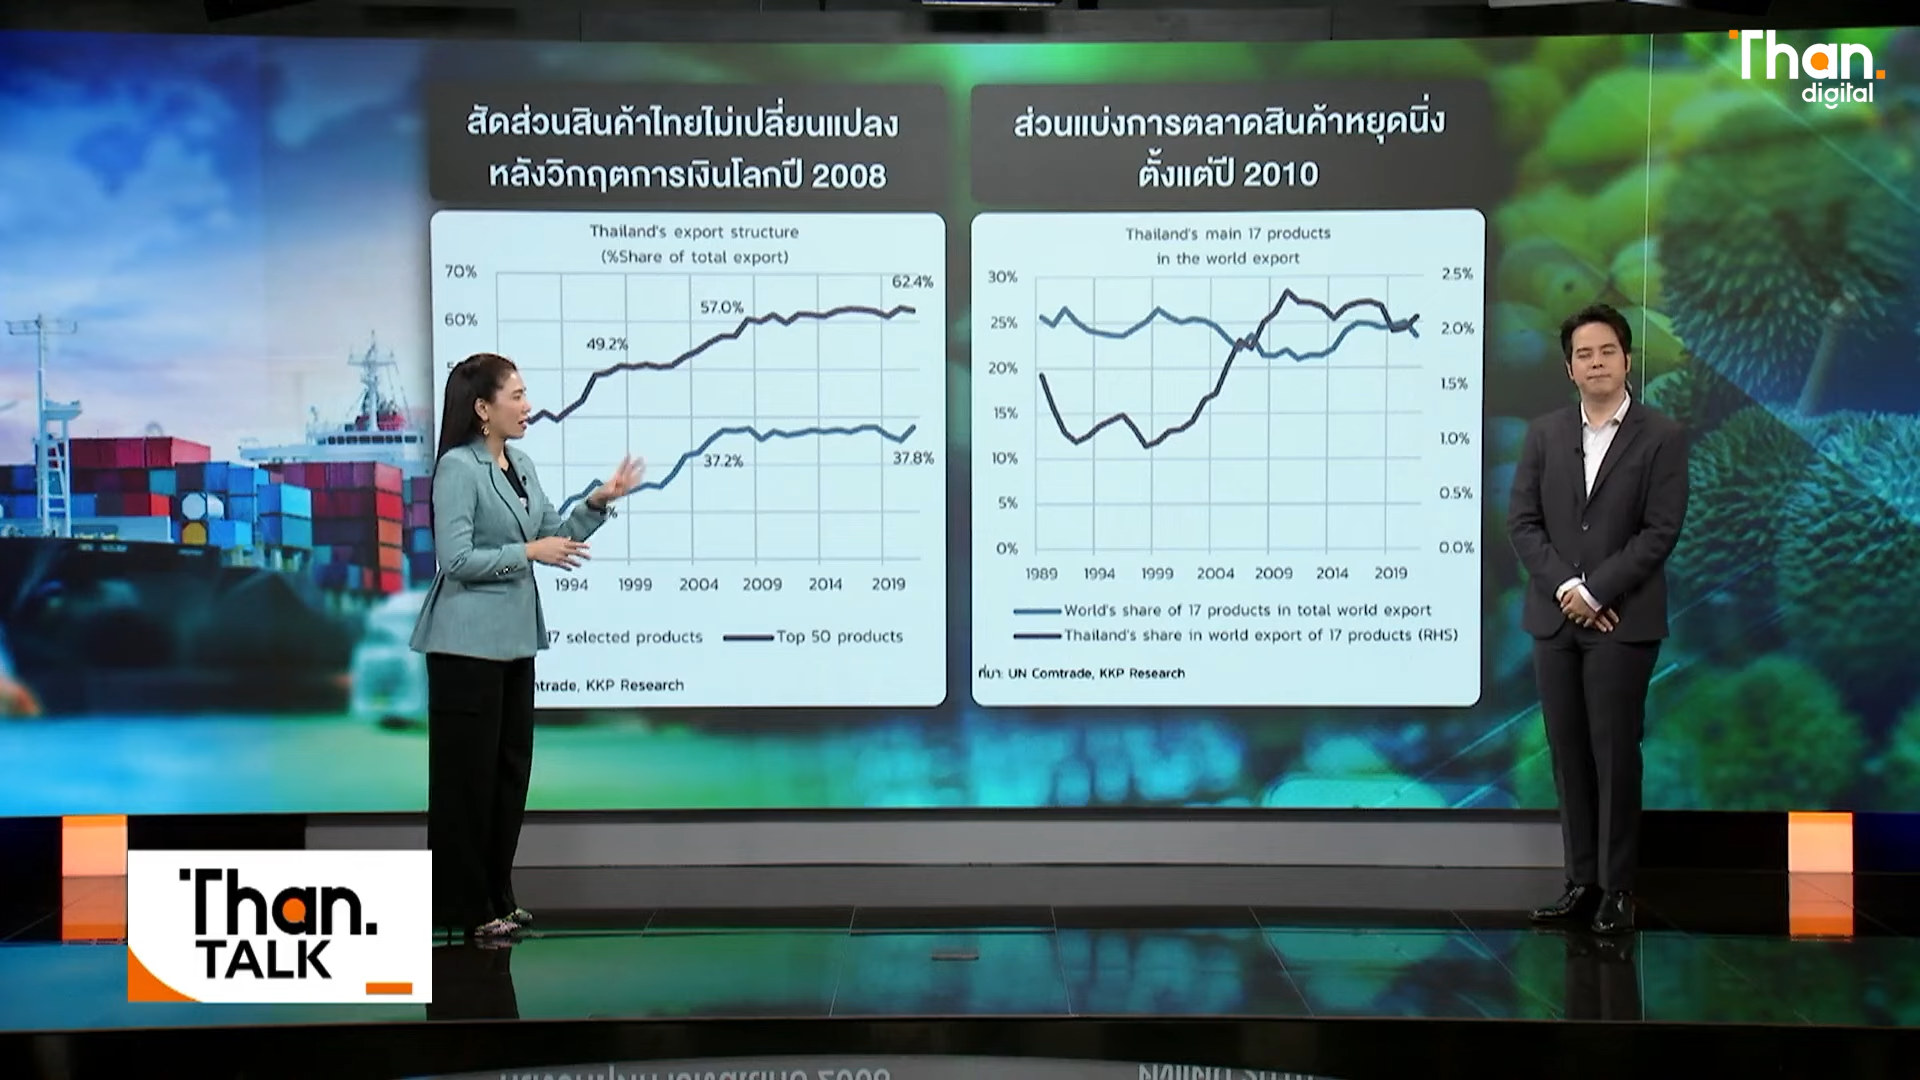 Than.
digital
สัดส่วนสินค้าไทยไม่เปลี่ยนแปลง
หลังวิกฤตการเงินโลกปี 2008
Thailand's export structure
(%Share of total export)
70%
60%
62.4%
57.0%
49.2%
37.2%
37.8%
1994 1999 2004 2009 2014 2019
17 selected products Top 50 products
KKP Research
ส่วนแบ่งการตลาดสินค้าหยุดนิ่ง
ตั้งแต่ปี 2010
Thailand's main 17 products
in the world export
30%
25%
20%
15%
10%
5%
0%
2.5%
2.0%
1.5%
1.0%
0.5%
0.0%
1989 1994 1999 2004 2009 2014 2019
World's share of 17 products in total world export
Thailand's share in world export of 17 products (RHS)
ที่มา: UN Comtrade, KKP Research
Than.
TALK